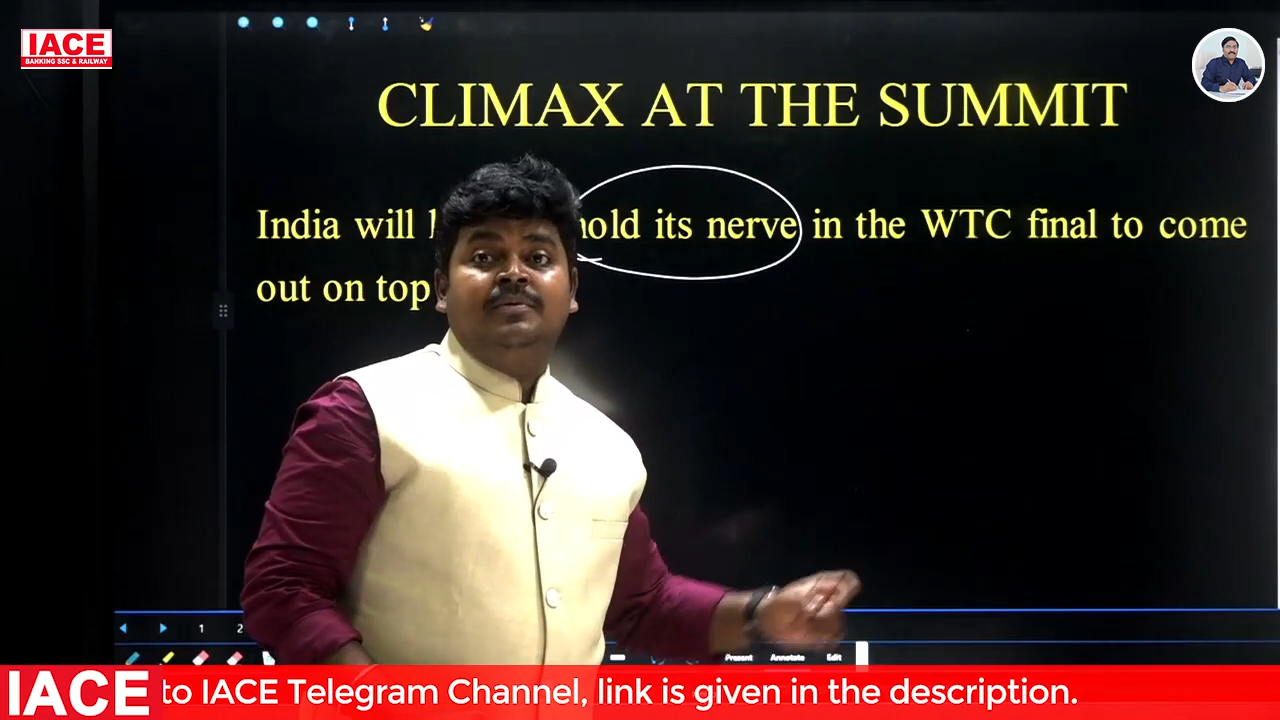 IACE
BANKING SSC & RAILWAY
CLIMAX AT THE SUMMIT
India will hold its nerve in the WTC final to come
out on top
1 2
Present Annotate Edit
IACE to IACE Telegram Channel, link is given in the description.